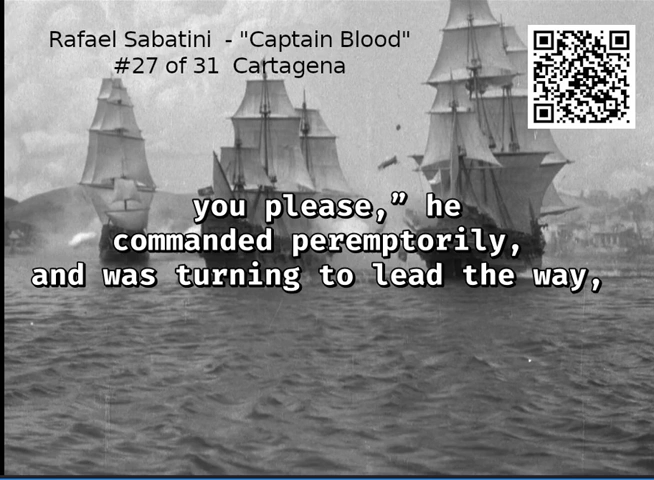 Rafael Sabatini - "Captain Blood"
#27 of 31 Cartagena
you please,” he
commanded peremptorily,
and was turning to lead the way,